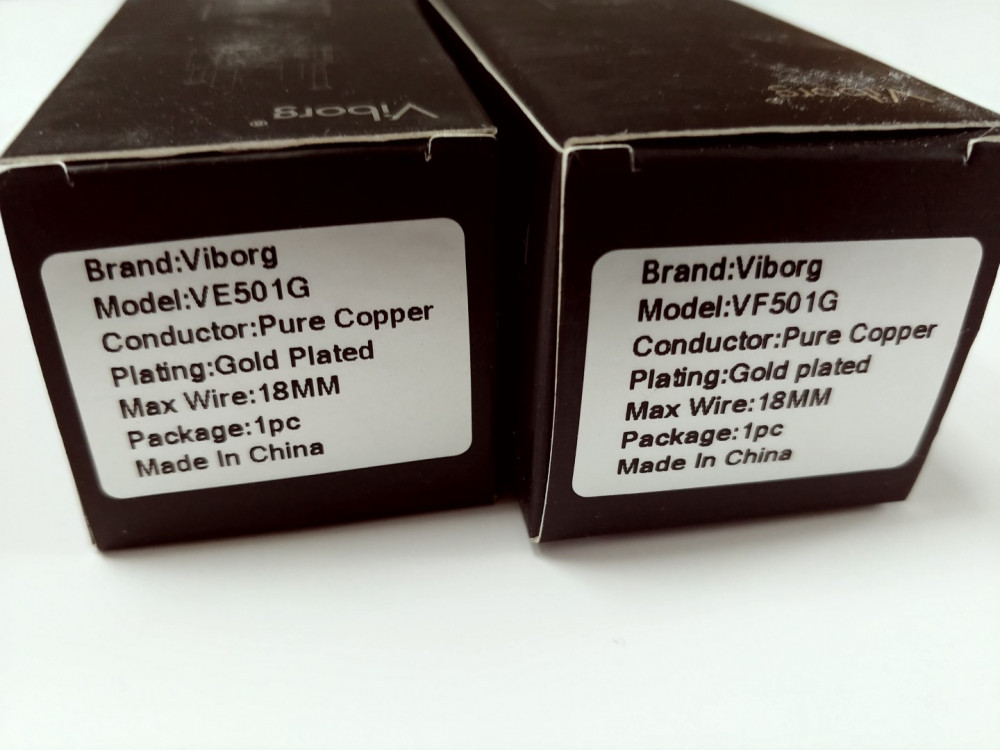 Viborg®
Brand:Viborg
Model:VE501G
Conductor:Pure Copper
Plating:Gold Plated
Max Wire:18MM
Package:1pc
Made In China
Viborg®
Brand:Viborg
Model:VF501G
Conductor:Pure Copper
Plating:Gold plated
Max Wire:18MM
Package:1pc
Made In China